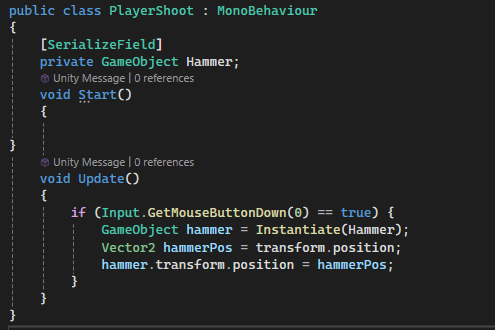 public class PlayerShoot : MonoBehaviour
{
    [SerializeField]
    private GameObject Hammer;
    Unity Message | 0 references
    void Start()
    {

}
    Unity Message | 0 references
    void Update()
    {
        if (Input.GetMouseButtonDown(0) == true) {
            GameObject hammer = Instantiate(Hammer);
            Vector2 hammerPos = transform.position;
            hammer.transform.position = hammerPos;
        }
    }
}